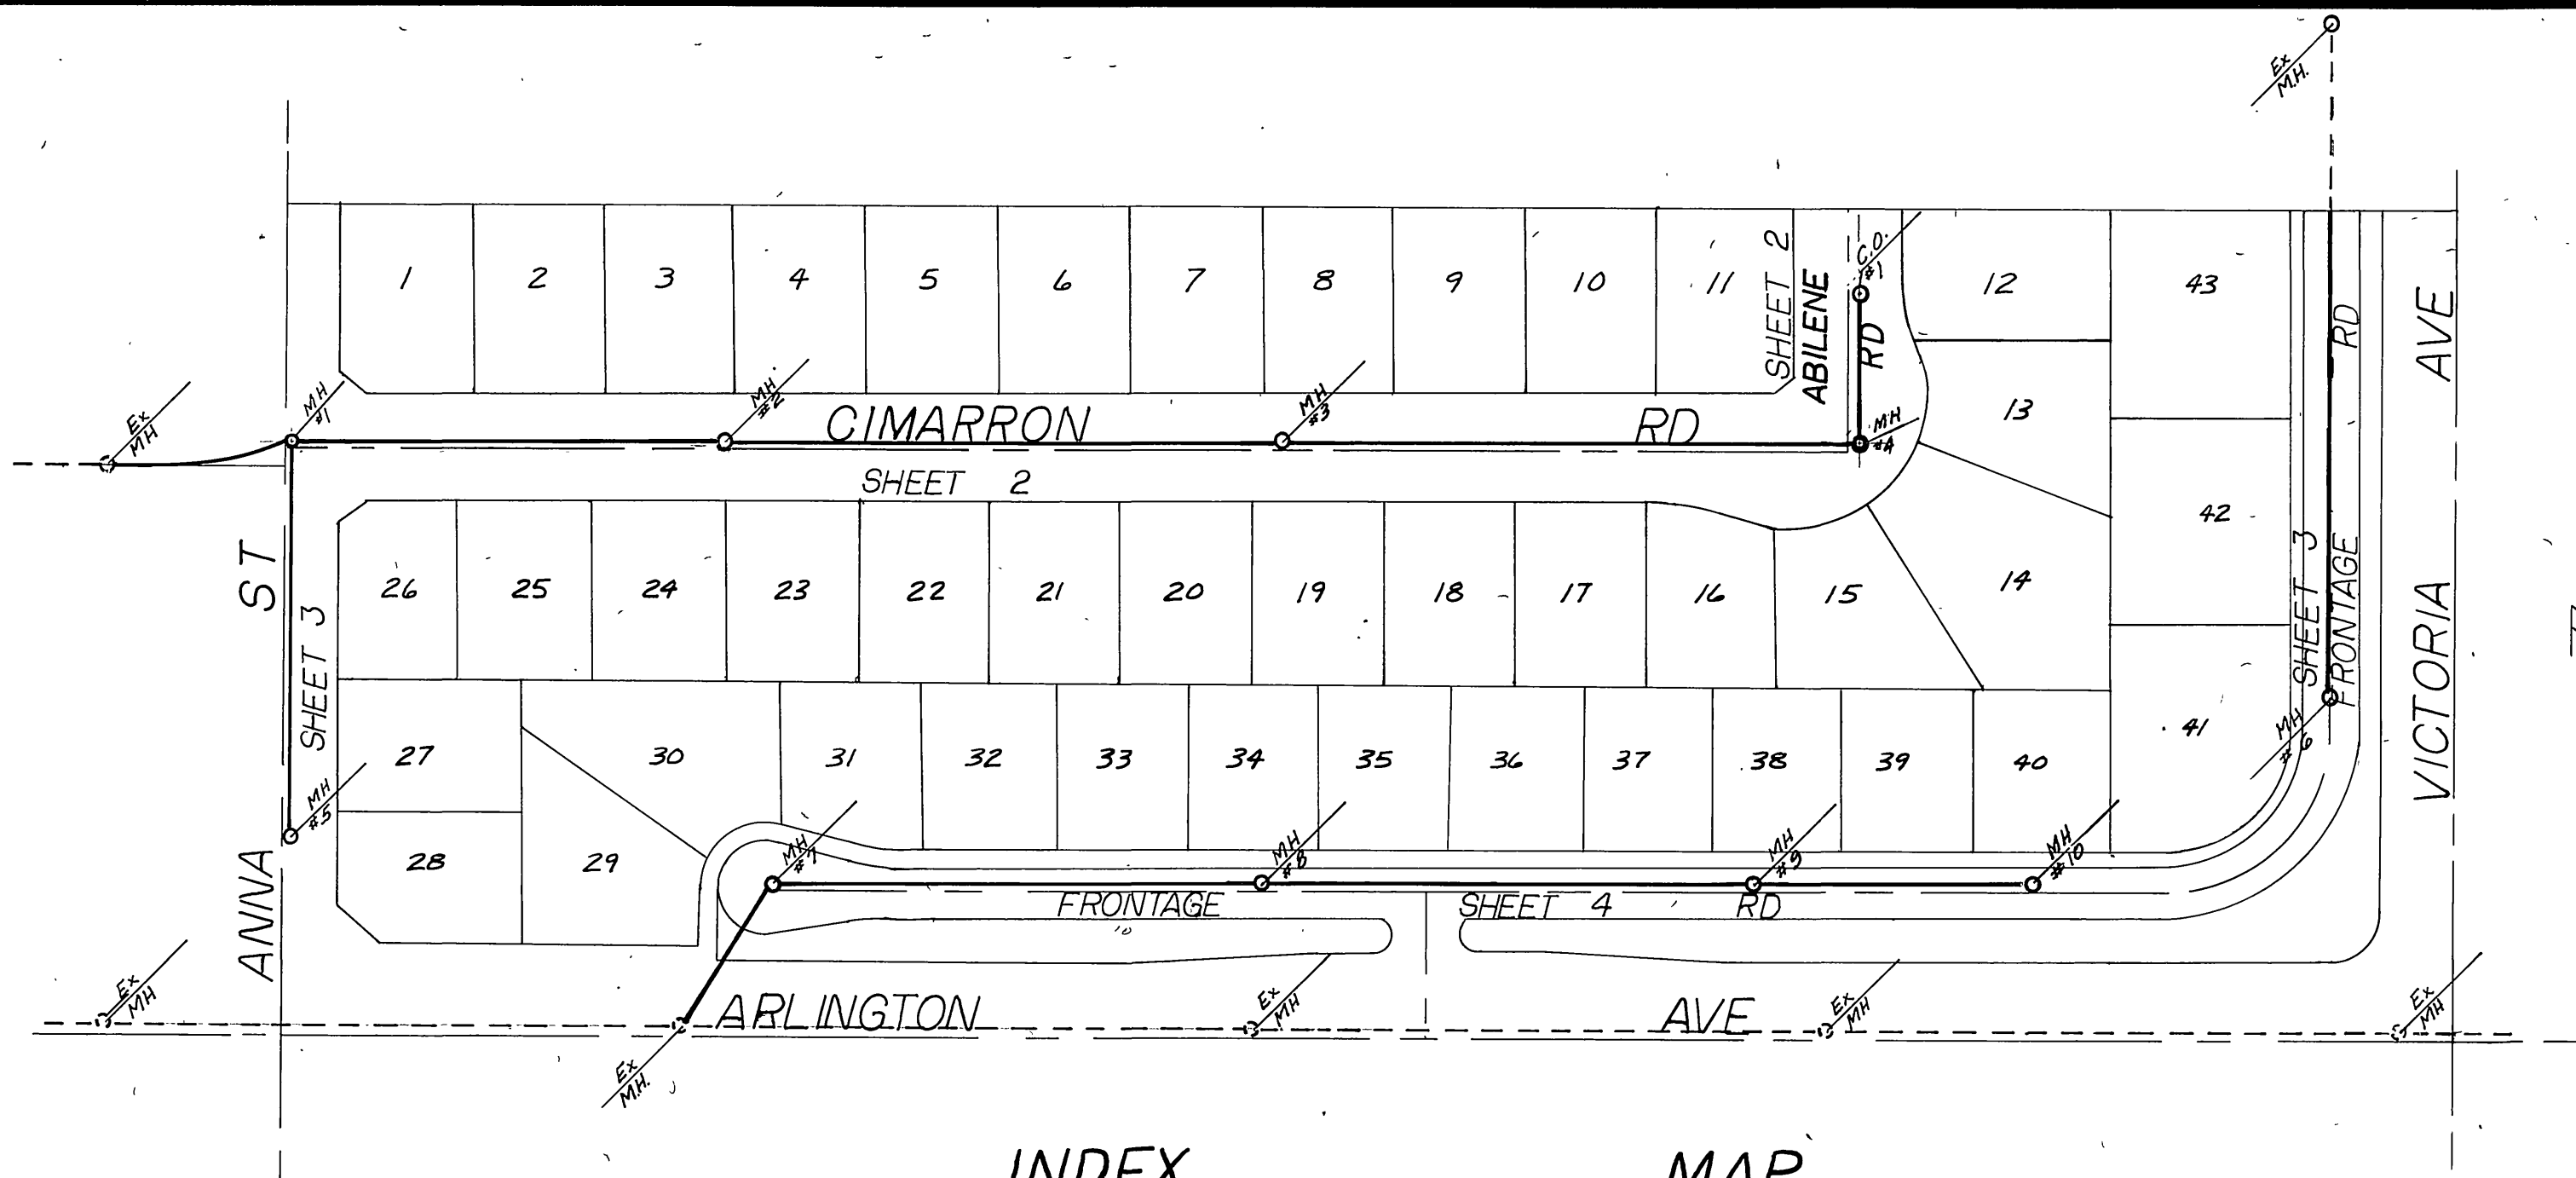 Ex
M.H.
1
2
3
4
5
6
7
8
9
10
11
SHEET 2
ABILENE
RD
C.O.
#1
12
43
RD
AVE
Ex
MH
MH
#1
MH
#2
CIMARRON
MH
#3
RD
MH
#4
13
SHEET 2
42
ST
SHEET 3
26
25
24
23
22
21
20
19
18
17
16
15
14
SHEET 3
FRONTAGE
VICTORIA
27
30
31
32
33
34
35
36
37
38
39
40
41
MH
#6
MH
#5
28
29
MH
#7
MH
#8
MH
#9
MH
#10
ANNA
FRONTAGE
SHEET 4
RD
Ex
MH
ARLINGTON
Ex
MH
AVE
Ex
MH
Ex
MH
Ex
M.H.
INDEX MAP